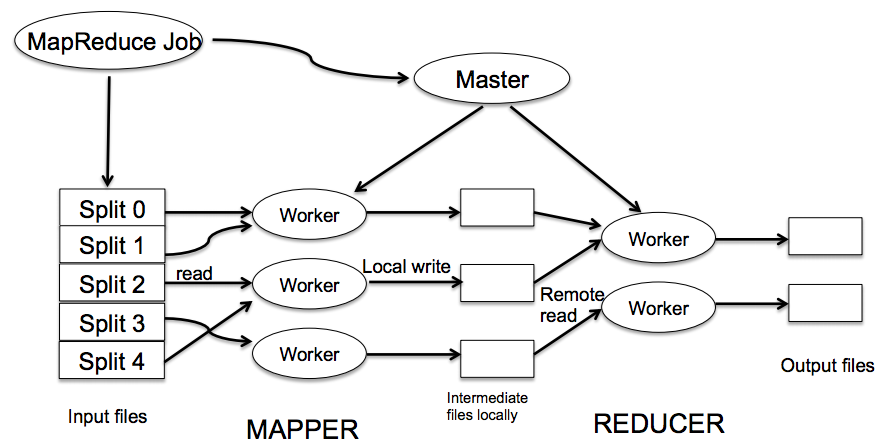 MapReduce Job
Master
Split 0
Worker
Split 1
Worker
read
Split 2
Worker
Local write
Remote
read
Worker
Split 3
Split 4
Worker
Input files
MAPPER
Intermediate
files locally
REDUCER
Output files